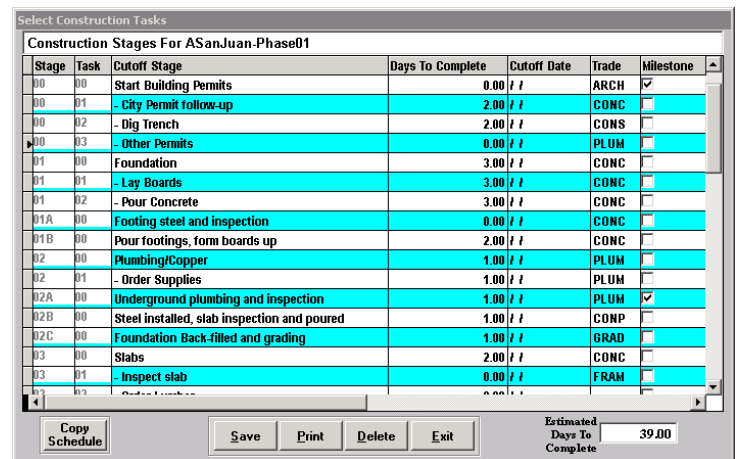 Select Construction Tasks
Construction Stages For ASanJuan-Phase01
Stage Task Cutoff Stage Days To Complete Cutoff Date Trade Milestone
00 00 Start Building Permits 0.00 / / ARCH
00 01 - City Permit follow-up 2.00 / / CONC
00 02 - Dig Trench 2.00 / / CONS
00 03 - Other Permits 0.00 / / PLUM
01 00 Foundation 3.00 / / CONC
01 01 - Lay Boards 3.00 / / CONC
01 02 - Pour Concrete 3.00 / / CONC
01A 00 Footing steel and inspection 0.00 / / CONC
01B 00 Pour footings, form boards up 2.00 / / CONC
02 00 Plumbing/Copper 1.00 / / PLUM
02 01 - Order Supplies 1.00 / / PLUM
02A 00 Underground plumbing and inspection 1.00 / / PLUM
02B 00 Steel installed, slab inspection and poured 1.00 / / CONP
02C 00 Foundation Back-filled and grading 1.00 / / GRAD
03 00 Slabs 2.00 / / CONC
03 01 - Inspect slab 0.00 / / FRAM
Copy Schedule Save Print Delete Exit Estimated Days To Complete 39.00